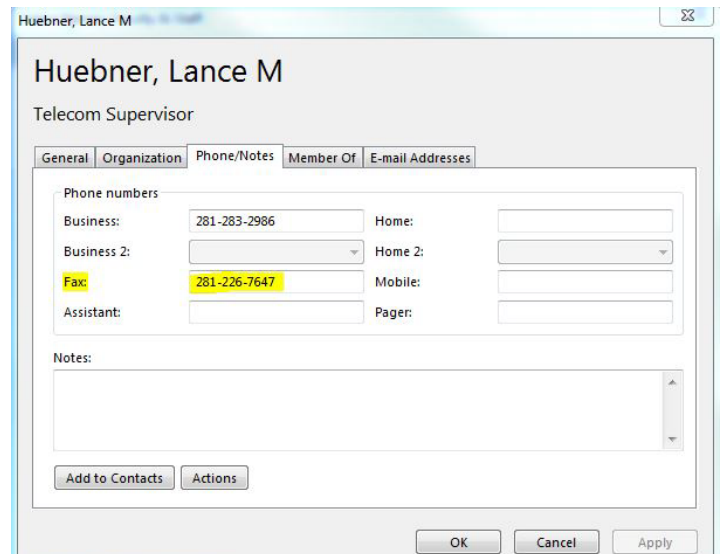 Huebner, Lance M
Huebner, Lance M
Telecom Supervisor
General Organization Phone/Notes Member Of E-mail Addresses
Phone numbers
Business: 281-283-2986 Home:
Business 2: Home 2:
Fax: 281-226-7647 Mobile:
Assistant: Pager:
Notes:
Add to Contacts Actions
OK Cancel Apply